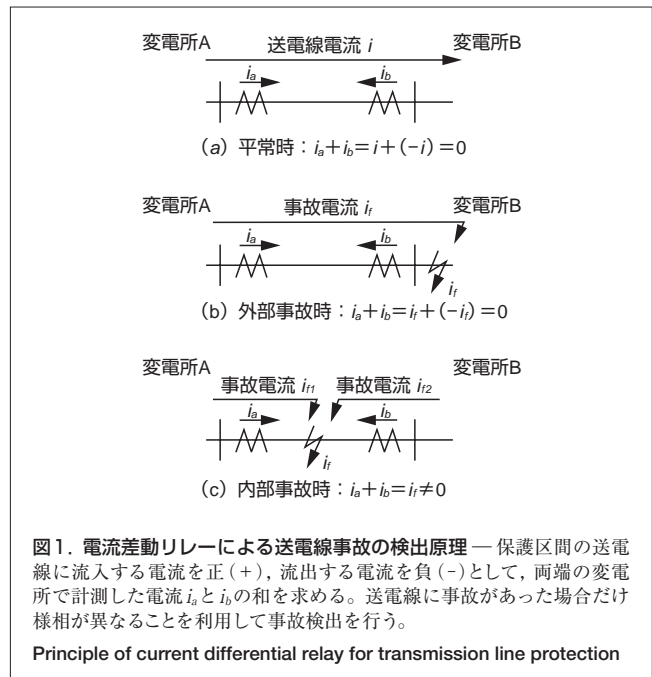 変電所A 送電線電流 i 変電所B
ia ib
(a) 平常時：ia＋ib＝i＋(−i)＝0
変電所A 事故電流 if 変電所B
ia ib
if
(b) 外部事故時：ia＋ib＝if＋(−if)＝0
変電所A 変電所B
事故電流 if1 事故電流 if2
ia ib
if
(c) 内部事故時：ia＋ib＝if≠0
図1．電流差動リレーによる送電線事故の検出原理 — 保護区間の送電
線に流入する電流を正(＋)，流出する電流を負(−)として，両端の変電
所で計測した電流iaとibの和を求める。送電線に事故があった場合だけ
様相が異なることを利用して事故検出を行う。
Principle of current differential relay for transmission line protection